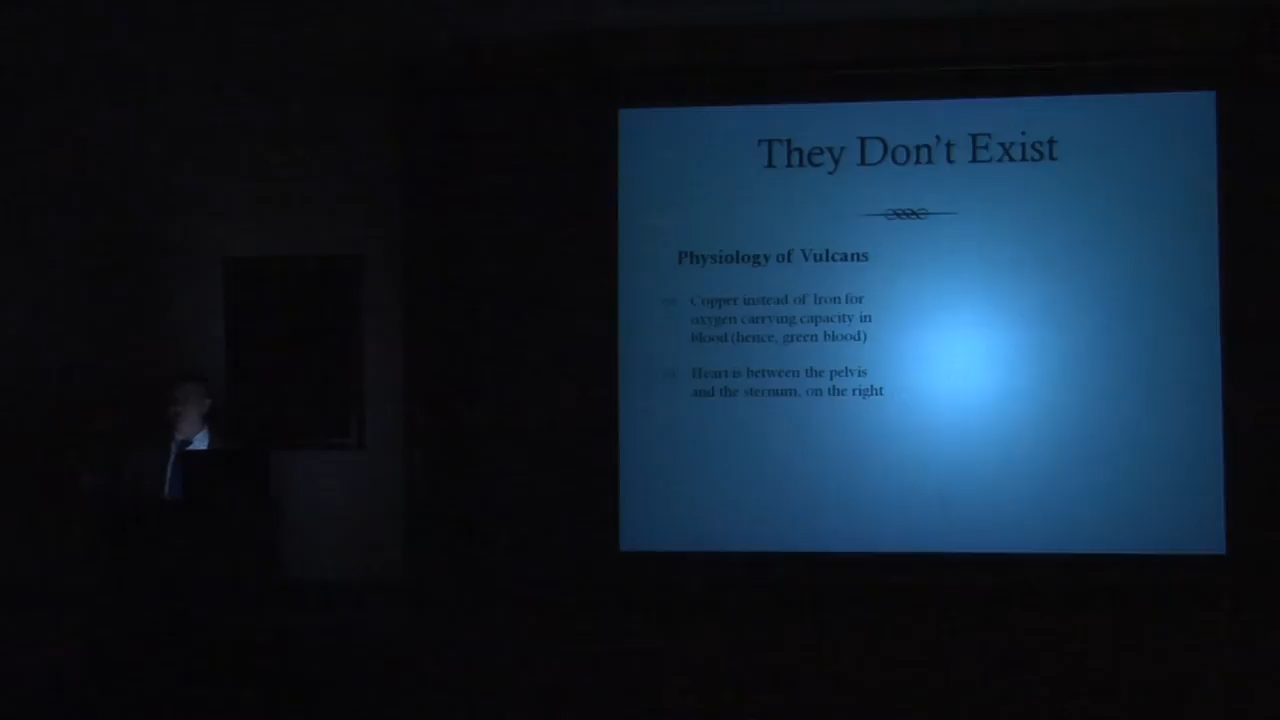 They Don't Exist
Physiology of Vulcans
Copper instead of Iron for
oxygen carrying capacity in
blood (hence, green blood)
Heart is between the pelvis
and the sternum, on the right